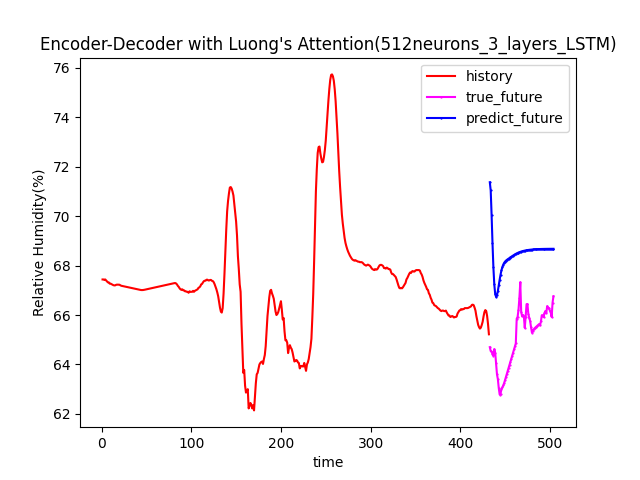 Encoder-Decoder with Luong's Attention(512neurons_3_layers_LSTM)
history
true_future
predict_future
76
74
72
70
68
66
64
62
Relative Humidity(%)
0 100 200 300 400 500
time